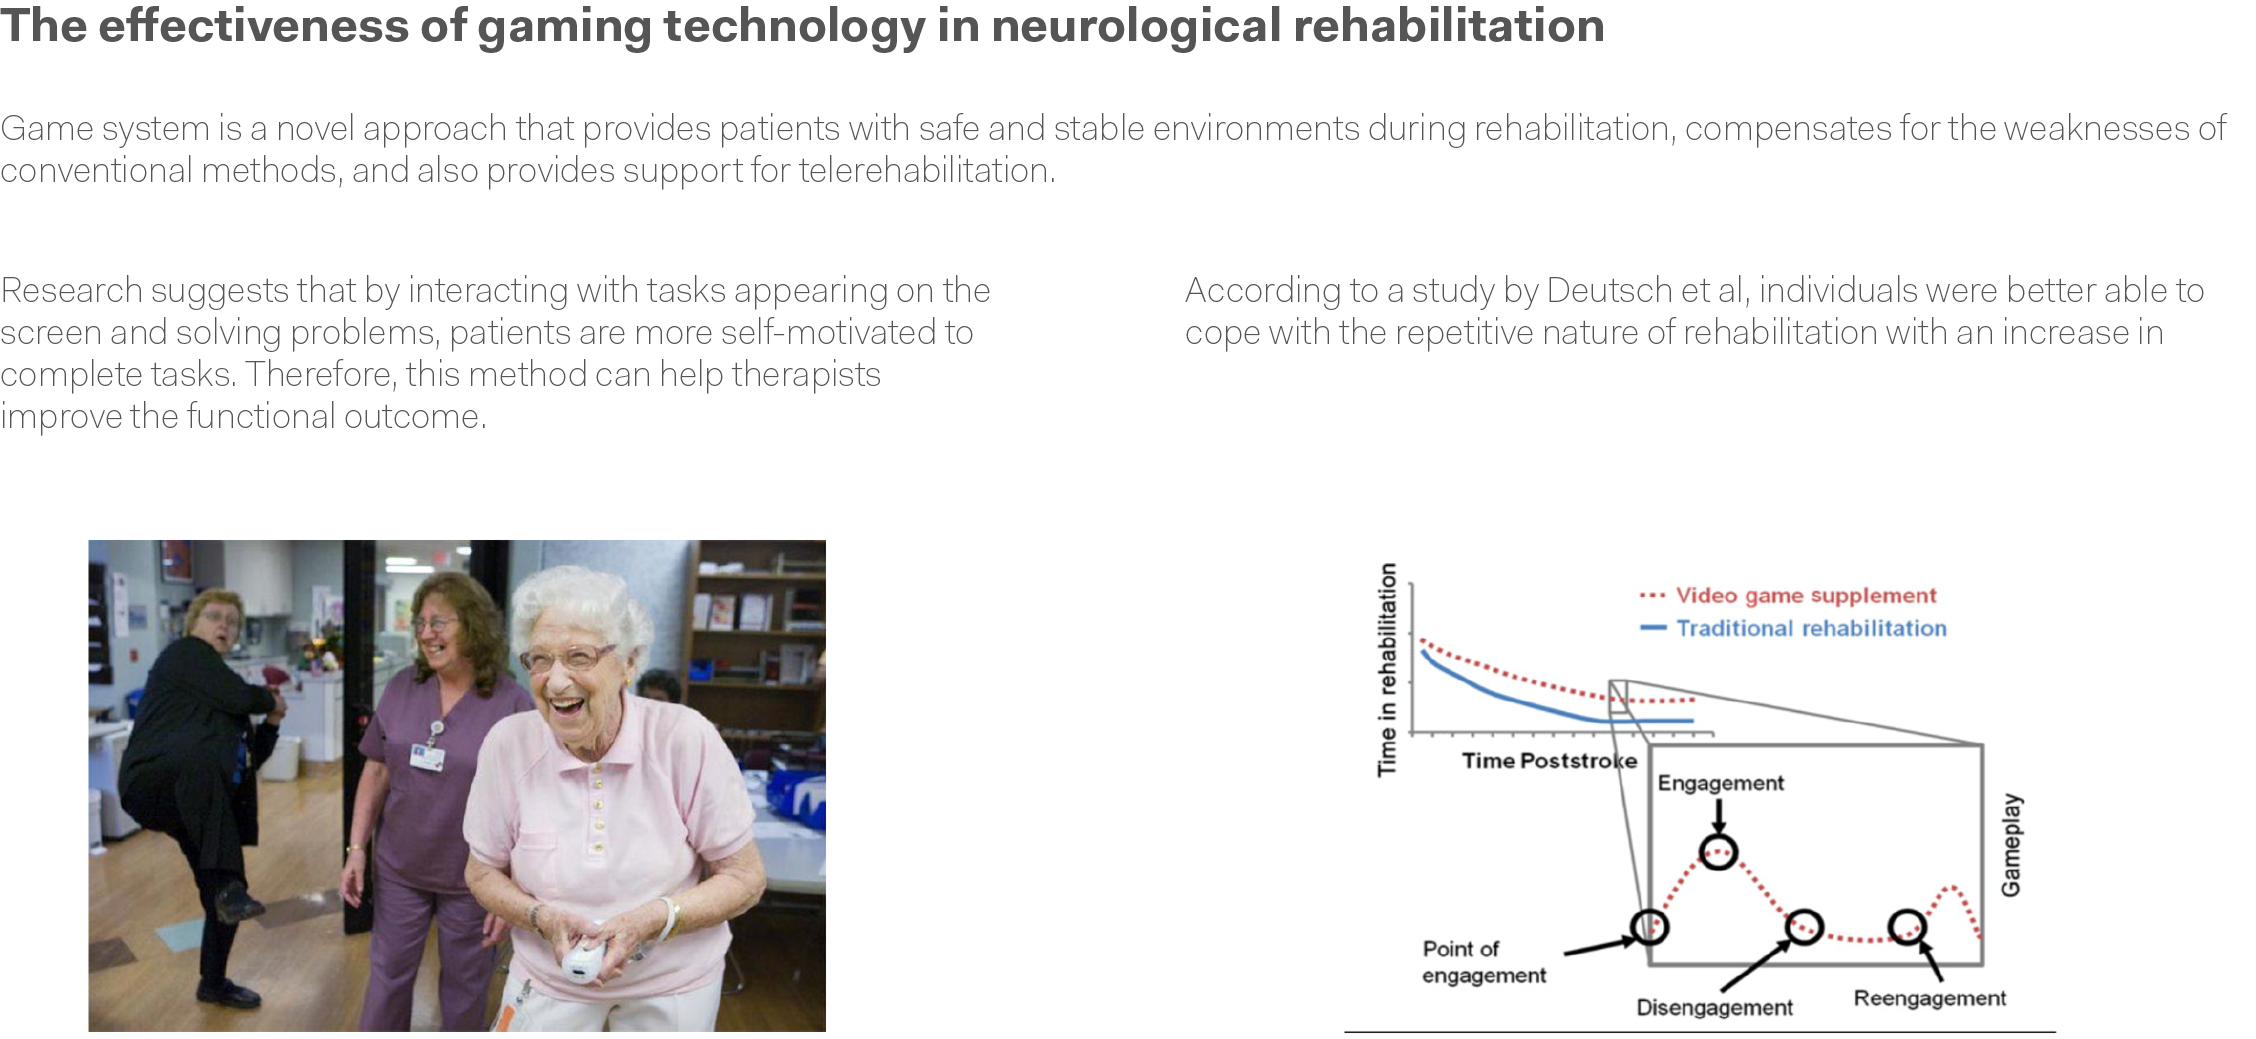 The effectiveness of gaming technology in neurological rehabilitation
Game system is a novel approach that provides patients with safe and stable environments during rehabilitation, compensates for the weaknesses of
conventional methods, and also provides support for telerehabilitation.
Research suggests that by interacting with tasks appearing on the
screen and solving problems, patients are more self-motivated to
complete tasks. Therefore, this method can help therapists
improve the functional outcome.
According to a study by Deutsch et al, individuals were better able to
cope with the repetitive nature of rehabilitation with an increase in
Time in rehabilitation
Video game supplement
Traditional rehabilitation
Time Poststroke
Engagement
Gameplay
Point of
engagement
Disengagement
Reengagement